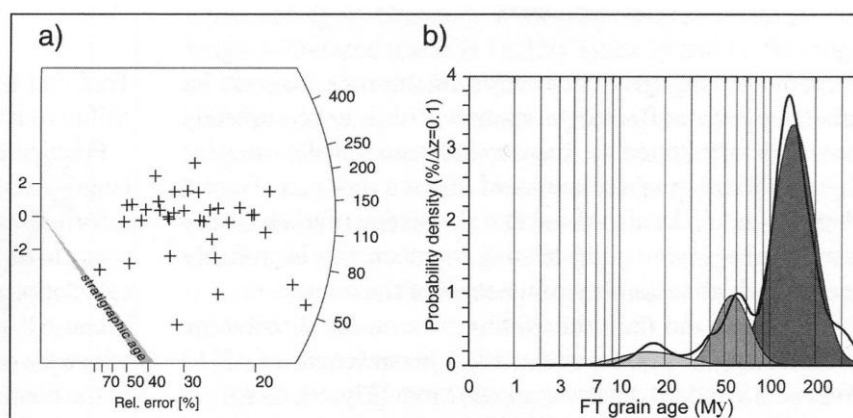 a)
400
250
200
150
110
80
50
2
0
-2
stratigraphic age
70 50 40 30 20
Rel. error [%]
b)
Probability density (%/Δz=0.1)
4
3
2
1
0
0 1 2 3 4 7 10 20 50 100 200
FT grain age (My)